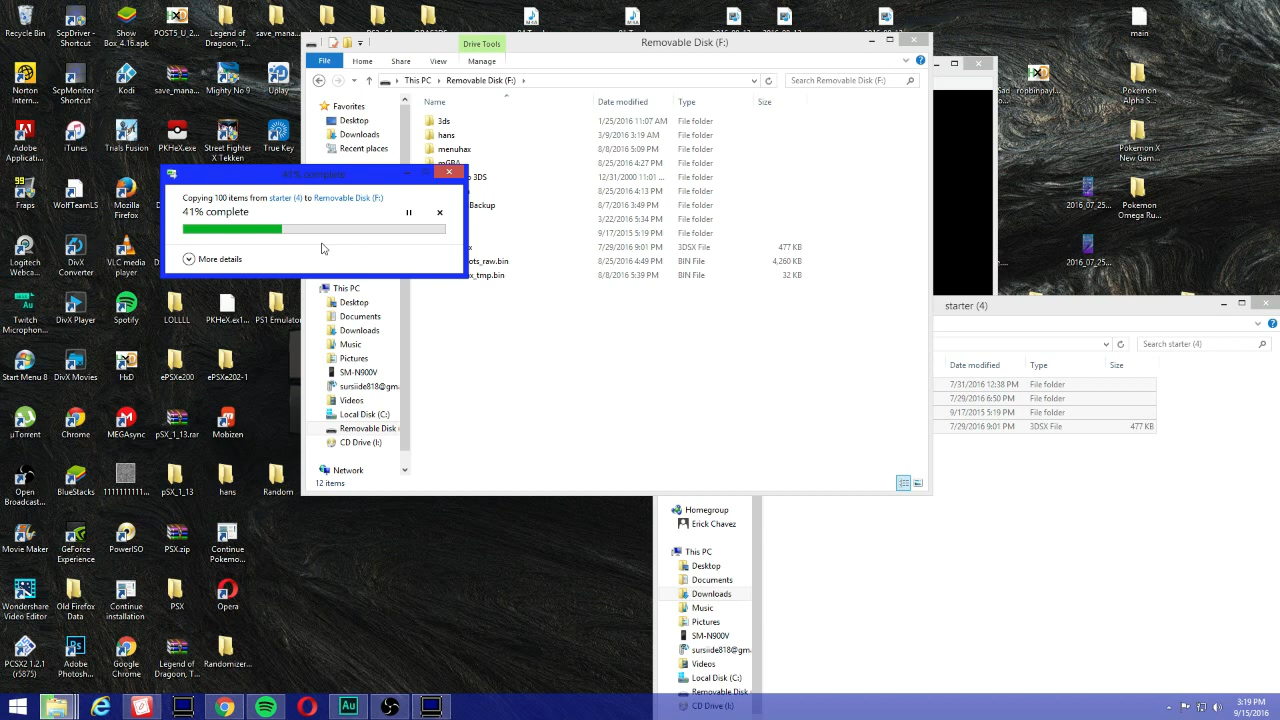 Removable Disk (F:)
Drive Tools
File
Home
Share
View
Manage
This PC
Removable Disk (F:)
Search Removable Disk (F:)
Name
Date modified
Type
Size
Favorites
Desktop
Downloads
Recent places
3ds
1/25/2016 11:07 AM
File folder
hans
3/9/2016 3:19 AM
File folder
menuhax
8/8/2016 5:09 PM
File folder
mGBA
8/25/2016 4:27 PM
File folder
3DS
12/31/2000 11:01 ...
File folder
8/25/2016 4:13 PM
File folder
Backup
8/7/2016 3:49 PM
File folder
3/22/2016 5:34 PM
File folder
9/17/2015 5:19 PM
File folder
x
7/29/2016 9:01 PM
3DSX File
477 KB
ots_raw.bin
8/25/2016 4:49 PM
BIN File
4,260 KB
x_tmp.bin
8/8/2016 5:39 PM
BIN File
32 KB
This PC
Desktop
Documents
Downloads
Music
Pictures
SM-N900V
sursiide818@gm
Videos
Local Disk (C:)
Removable Disk
CD Drive (I:)
Network
12 items
41% complete
Copying 100 items from starter (4) to Removable Disk (F:)
41% complete
More details
starter (4)
Search starter (4)
Date modified
Type
Size
7/31/2016 12:38 PM
File folder
7/29/2016 6:50 PM
File folder
9/17/2015 5:19 PM
File folder
7/29/2016 9:01 PM
3DSX File
477 KB
Homegroup
Erick Chavez
This PC
Desktop
Documents
Downloads
Music
Pictures
SM-N900V
sursiide818@gm
Videos
Local Disk (C:)
Removable Disk
CD Drive (I:)
Recycle Bin
ScpDriver - Shortcut
Show Box_4.16.apk
POST5_U_02...
Legend of Dragoon, T...
save_mana...
Norton Intern...
ScpMonitor - Shortcut
Kodi
save_mana...
Mighty No 9
Uplay
Adobe Applicati...
iTunes
Trials Fusion
PKHeX.exe
Street Fighter X Tekken
True Key
Fraps
WolfTeamLS
Mozilla Firefox
Logitech Webca...
DivX Converter
VLC media player
Twitch Microphon...
DivX Player
Spotify
LOLLLL
PKHeX.ex1...
PS1 Emulator
Start Menu 8
DivX Movies
HxD
ePSXe200
ePSXe202-1
µTorrent
Chrome
MEGAsync
pSX_1_13.rar
Mobizen
Open Broadcast...
BlueStacks
1111111111...
pSX_1_13
hans
Random
Movie Maker
GeForce Experience
PowerISO
PSX.zip
Continue Pokemo...
Wondershare Video Editor
Old Firefox Data
Continue installation
PSX
Opera
PCSX2 1.2.1 (r5875)
Adobe Photosh...
Google Chrome
Legend of Dragoon, T...
Randomizer...
main
Pokemon Alpha S...
Pokemon X New Gam...
2016_07_25...
Pokemon Omega Ru...
2016_07_25...
3:19 PM
9/15/2016